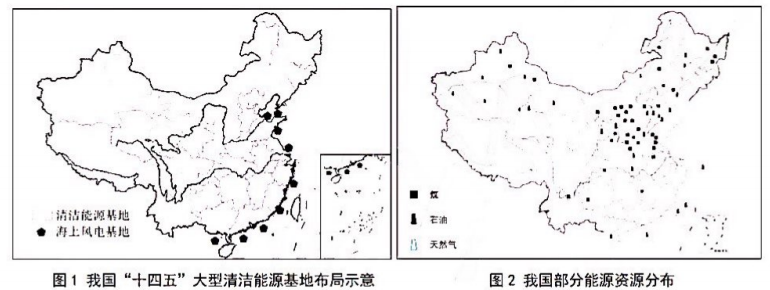 清洁能源基地
海上风电基地
煤
石油
天然气
图1 我国“十四五”大型清洁能源基地布局示意
图2 我国部分能源资源分布